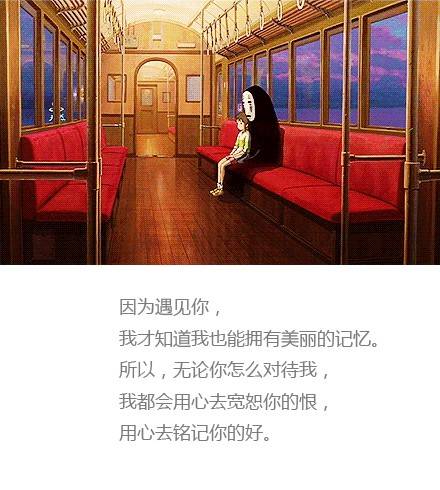 因为遇见你，
我才知道我也能拥有美丽的记忆。
所以，无论你怎么对待我，
我都会用心去宽恕你的恨，
用心去铭记你的好。